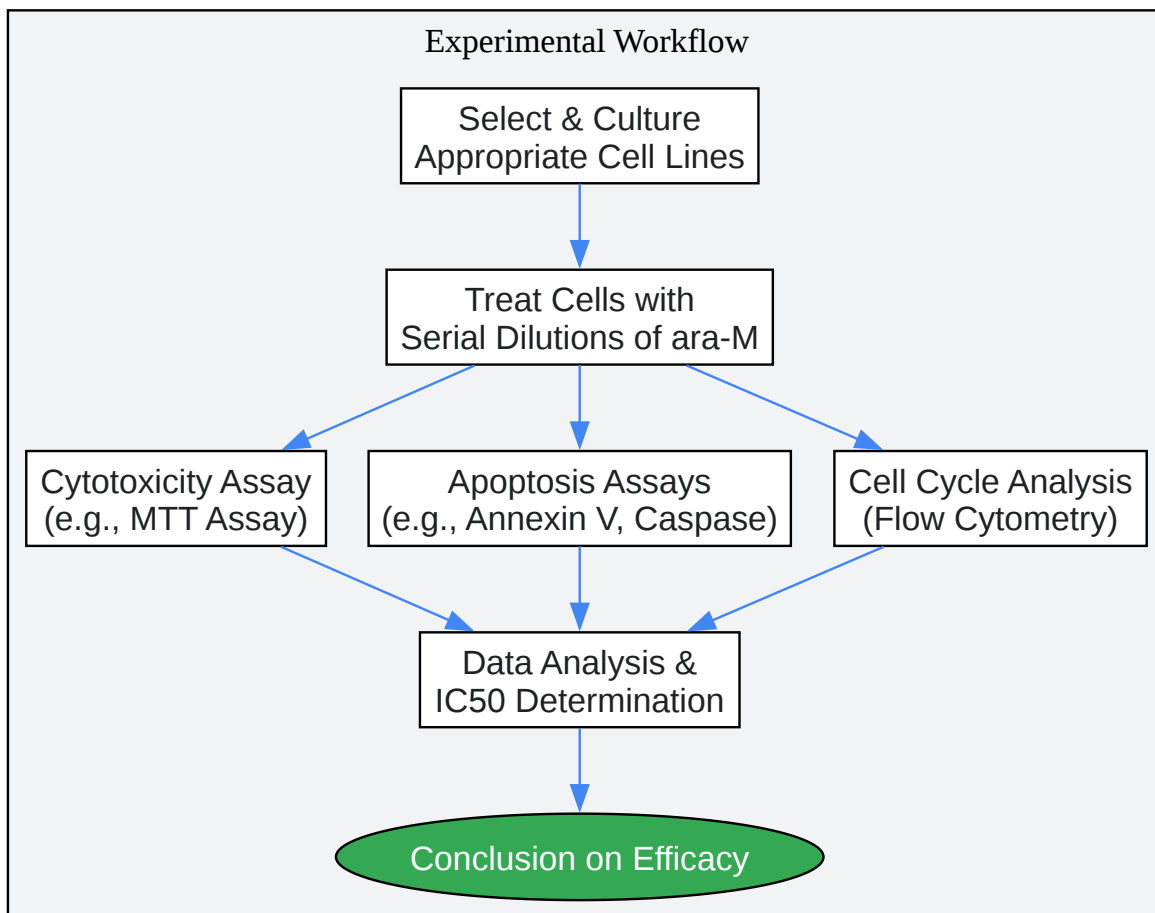 Experimental Workflow
Select & Culture
Appropriate Cell Lines
Treat Cells with
Serial Dilutions of ara-M
Cytotoxicity Assay
(e.g., MTT Assay)
Apoptosis Assays
(e.g., Annexin V, Caspase)
Cell Cycle Analysis
(Flow Cytometry)
Data Analysis &
IC50 Determination
Conclusion on Efficacy